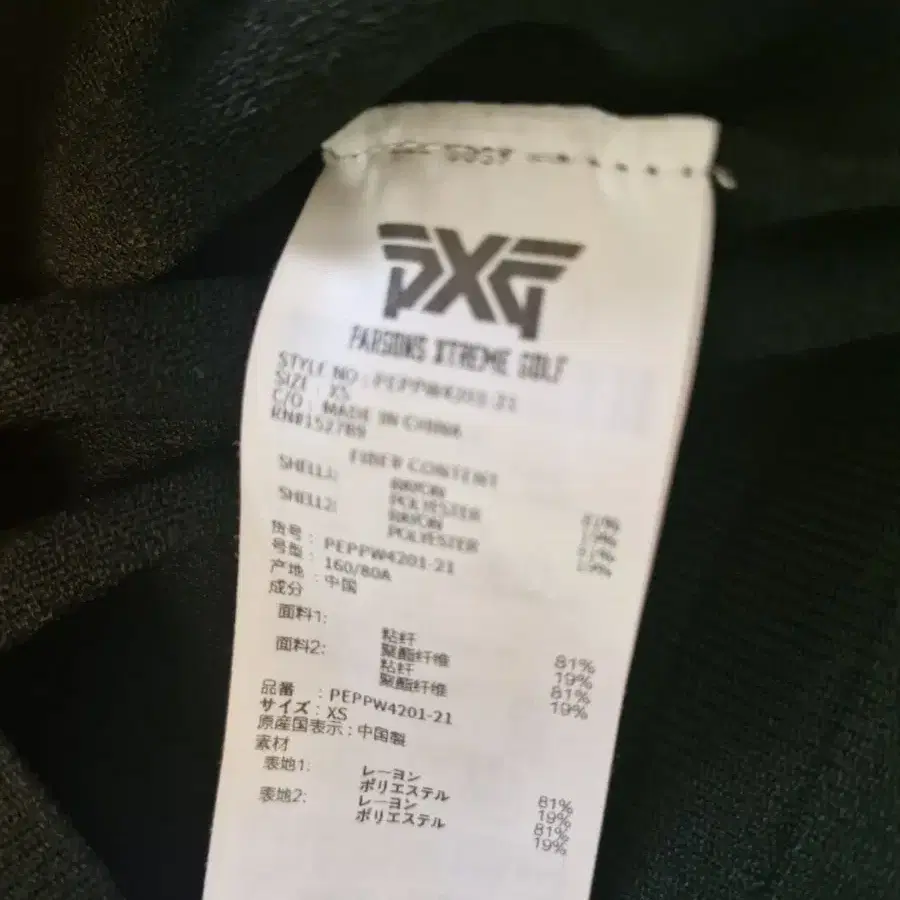 PXG
PARSONS XTREME GOLF
STYLE NO : PEPPW4201-21
SIZE : XS
C/O : MADE IN CHINA
RN#152789
FIBER CONTENT
SHELL1:
RAYON 81%
POLYESTER 19%
SHELL2:
RAYON 81%
POLYESTER 19%
货号 : PEPPW4201-21
号型 : 160/80A
产地 : 中国
成分
面料1:
粘纤 81%
聚酯纤维 19%
面料2:
粘纤 81%
聚酯纤维 19%
品番 : PEPPW4201-21
サイズ : XS
原産国表示 : 中国製
素材
表地1:
レーヨン 81%
ポリエステル 19%
表地2:
レーヨン 81%
ポリエステル 19%